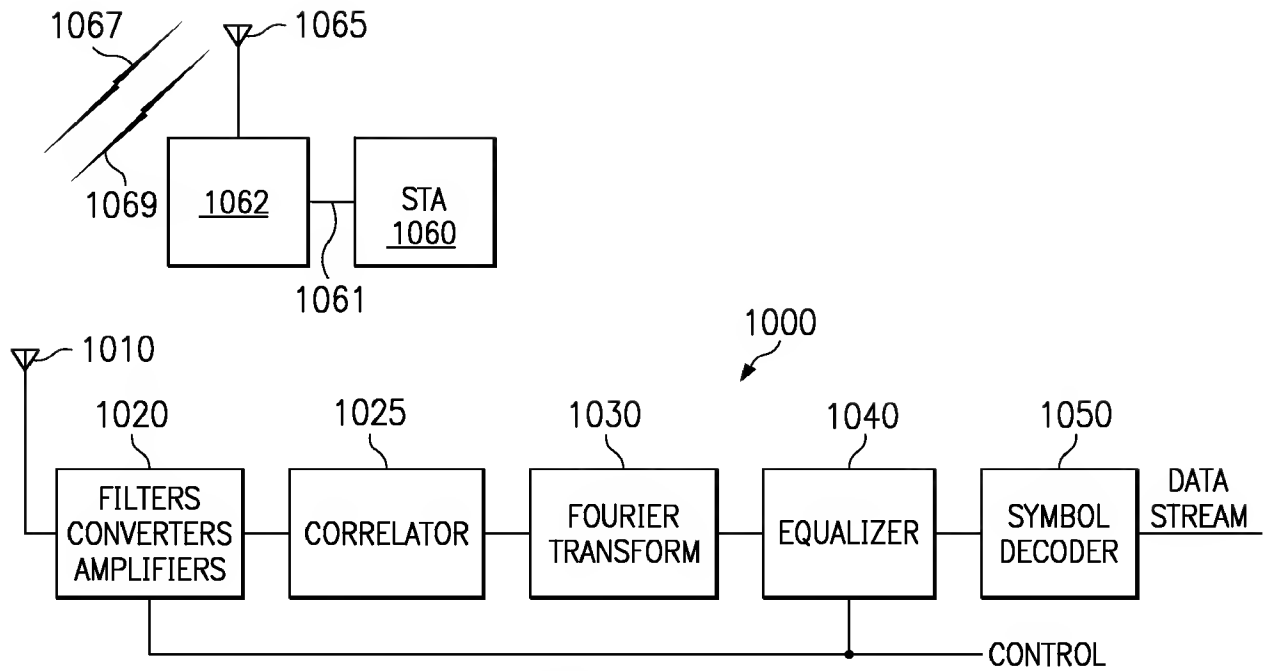 1067
1065
1069
1062
STA
1060
1061
1000
1010
1020
1025
1030
1040
1050
FILTERS
CONVERTERS
AMPLIFIERS
CORRELATOR
FOURIER
TRANSFORM
EQUALIZER
SYMBOL
DECODER
DATA
STREAM
CONTROL